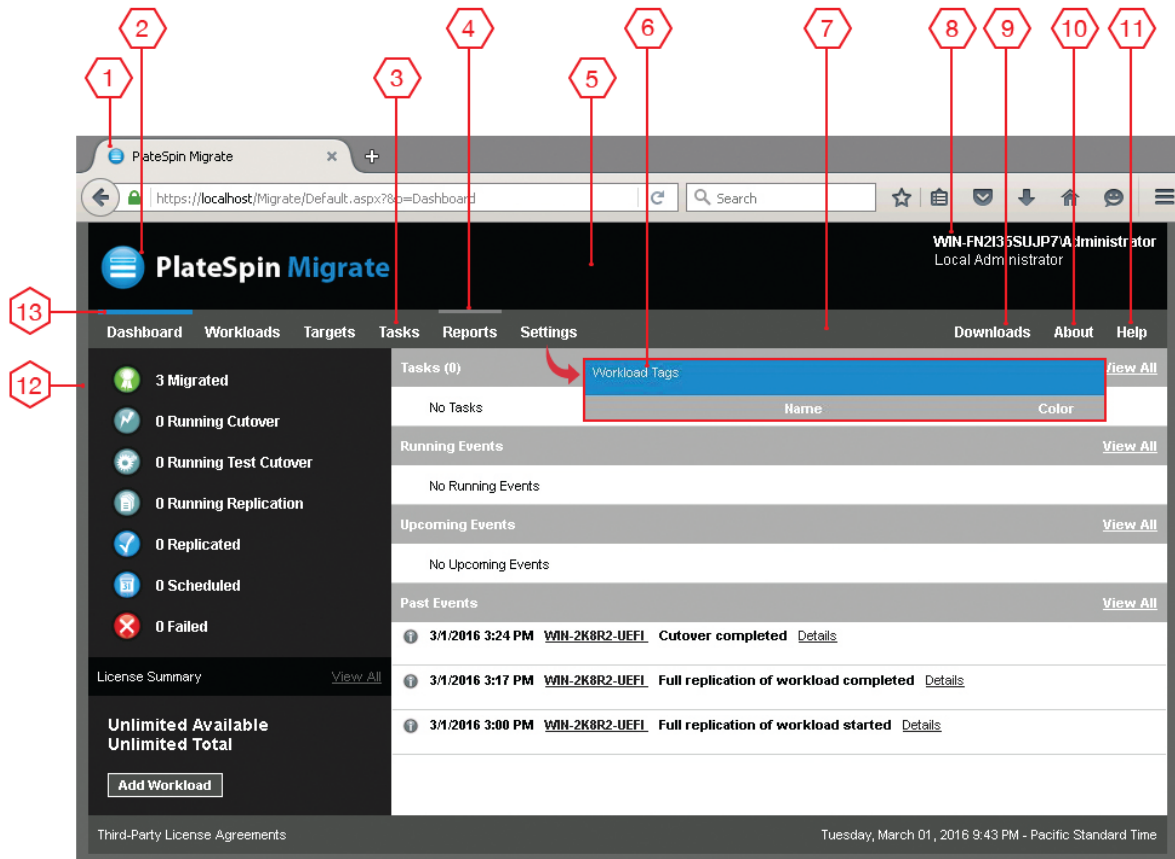 2
4
6
7
8
9
10
11
1
3
5
PlateSpin Migrate
https://localhost/Migrate/Default.aspx?&p=Dashboard
Search
PlateSpin Migrate
WIN-FN2I35SUJP7\Administrator
Local Administrator
13
Dashboard Workloads Targets Tasks Reports Settings Downloads About Help
12
3 Migrated
0 Running Cutover
0 Running Test Cutover
0 Running Replication
0 Replicated
31
0 Scheduled
0 Failed
License Summary View All
Unlimited Available
Unlimited Total
Add Workload
Tasks (0) View All
Workload Tags
Name Color
No Tasks
Running Events View All
No Running Events
Upcoming Events View All
No Upcoming Events
Past Events View All
3/1/2016 3:24 PM WIN-2K8R2-UEFI Cutover completed Details
3/1/2016 3:17 PM WIN-2K8R2-UEFI Full replication of workload completed Details
3/1/2016 3:00 PM WIN-2K8R2-UEFI Full replication of workload started Details
Third-Party License Agreements Tuesday, March 01, 2016 9:43 PM - Pacific Standard Time